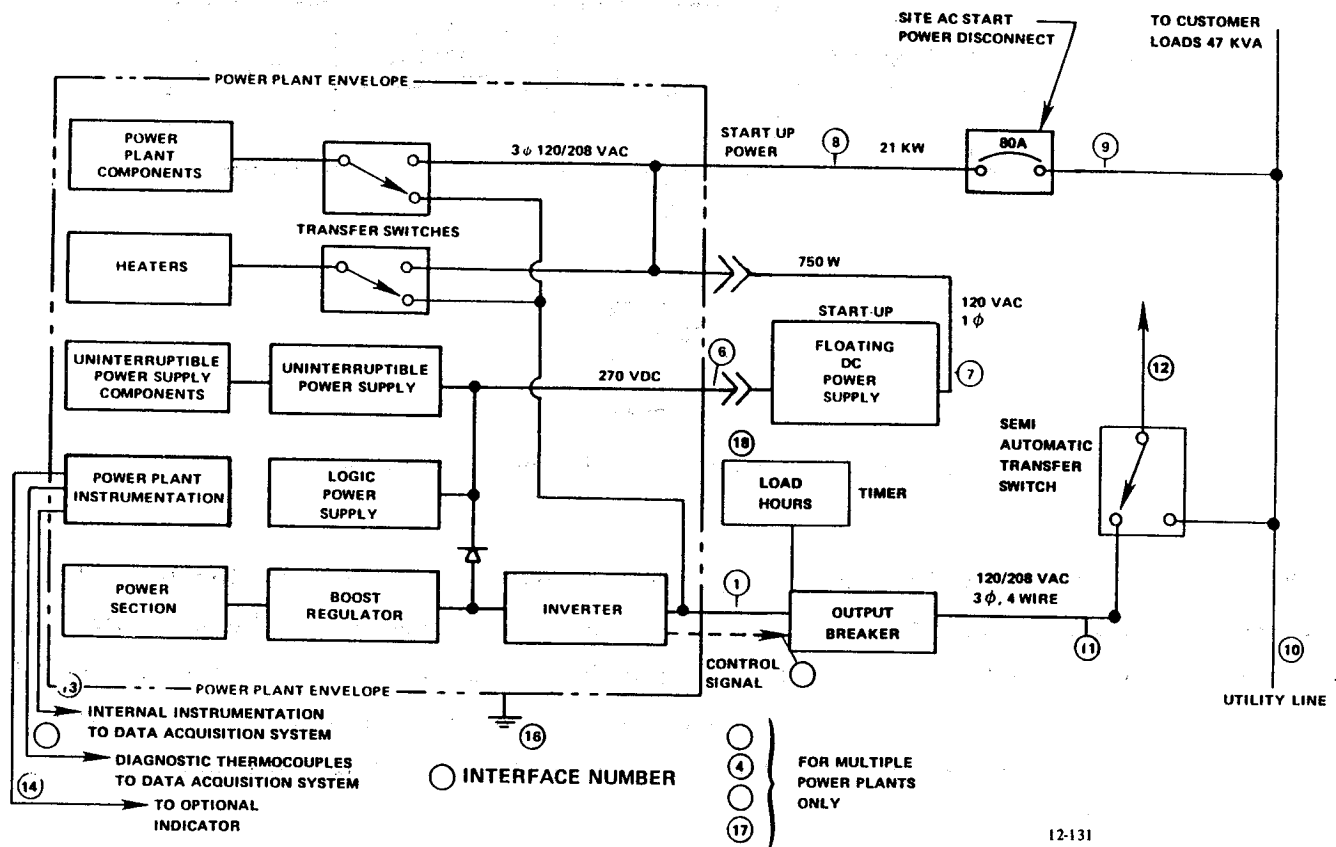 SITE AC START
POWER DISCONNECT
TO CUSTOMER
LOADS 47 KVA
POWER PLANT ENVELOPE
POWER
PLANT
COMPONENTS
3 ϕ 120/208 VAC
START UP
POWER
8
21 KW
80A
9
TRANSFER SWITCHES
HEATERS
750 W
120 VAC
1 ϕ
START-UP
FLOATING
DC
POWER
SUPPLY
7
UNINTERRUPTIBLE
POWER SUPPLY
COMPONENTS
UNINTERRUPTIBLE
POWER SUPPLY
270 VDC
6
12
SEMI
AUTOMATIC
TRANSFER
SWITCH
18
LOAD
HOURS
TIMER
POWER PLANT
INSTRUMENTATION
LOGIC
POWER
SUPPLY
POWER
SECTION
BOOST
REGULATOR
INVERTER
1
OUTPUT
BREAKER
120/208 VAC
3 ϕ, 4 WIRE
11
10
CONTROL
SIGNAL
UTILITY LINE
13
POWER PLANT ENVELOPE
INTERNAL INSTRUMENTATION
TO DATA ACQUISITION SYSTEM
DIAGNOSTIC THERMOCOUPLES
TO DATA ACQUISITION SYSTEM
14
TO OPTIONAL
INDICATOR
16
INTERFACE NUMBER
4
17
FOR MULTIPLE
POWER PLANTS
ONLY
12-131